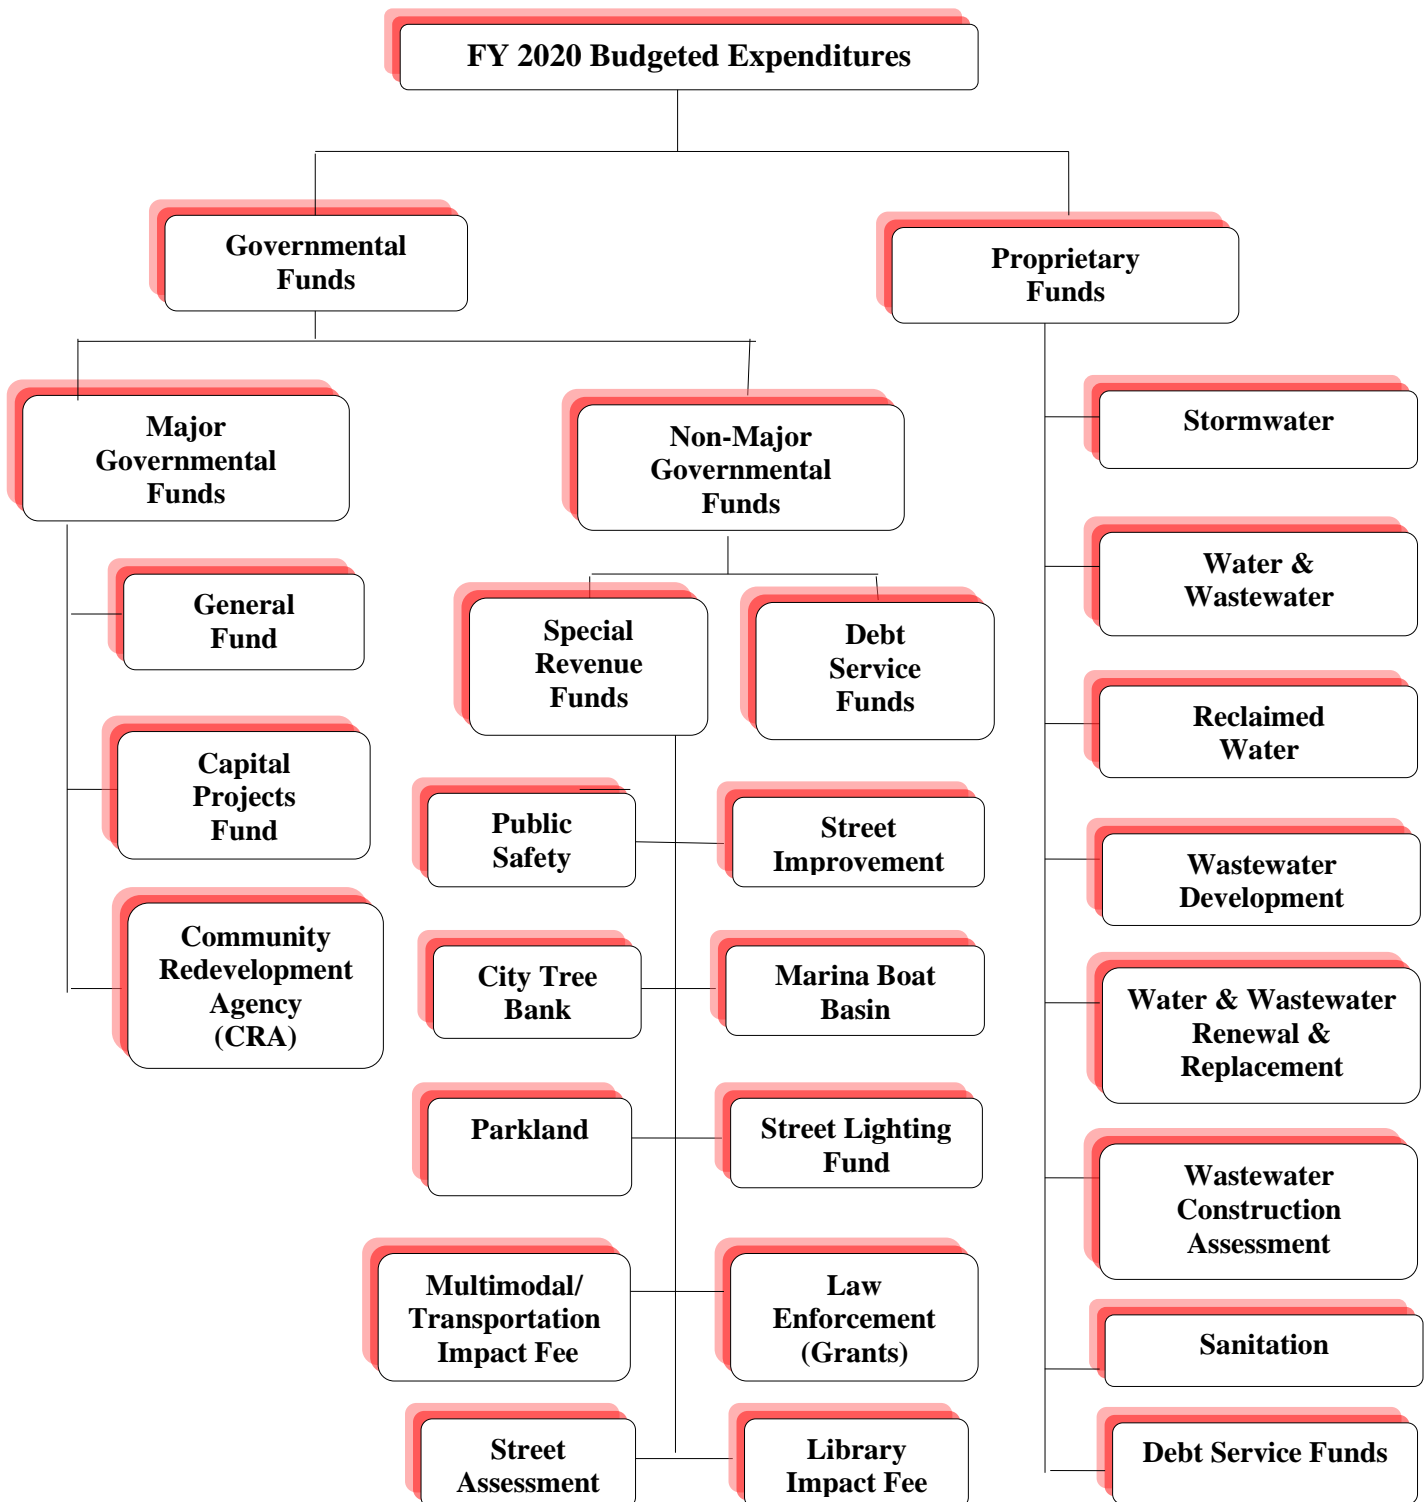 FY 2020 Budgeted Expenditures
Governmental
Funds
Proprietary
Funds
Major
Governmental
Funds
Non-Major
Governmental
Funds
General
Fund
Capital
Projects
Fund
Community
Redevelopment
Agency
(CRA)
Special
Revenue
Funds
Debt
Service
Funds
Public
Safety
Street
Improvement
City Tree
Bank
Marina Boat
Basin
Parkland
Street Lighting
Fund
Multimodal/
Transportation
Impact Fee
Law
Enforcement
(Grants)
Street
Assessment
Library
Impact Fee
Stormwater
Water &
Wastewater
Reclaimed
Water
Wastewater
Development
Water & Wastewater
Renewal &
Replacement
Wastewater
Construction
Assessment
Sanitation
Debt Service Funds